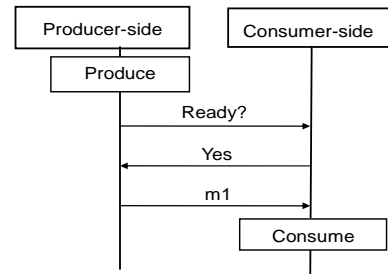 Producer-side
Consumer-side
Produce
Ready?
Yes
m1
Consume